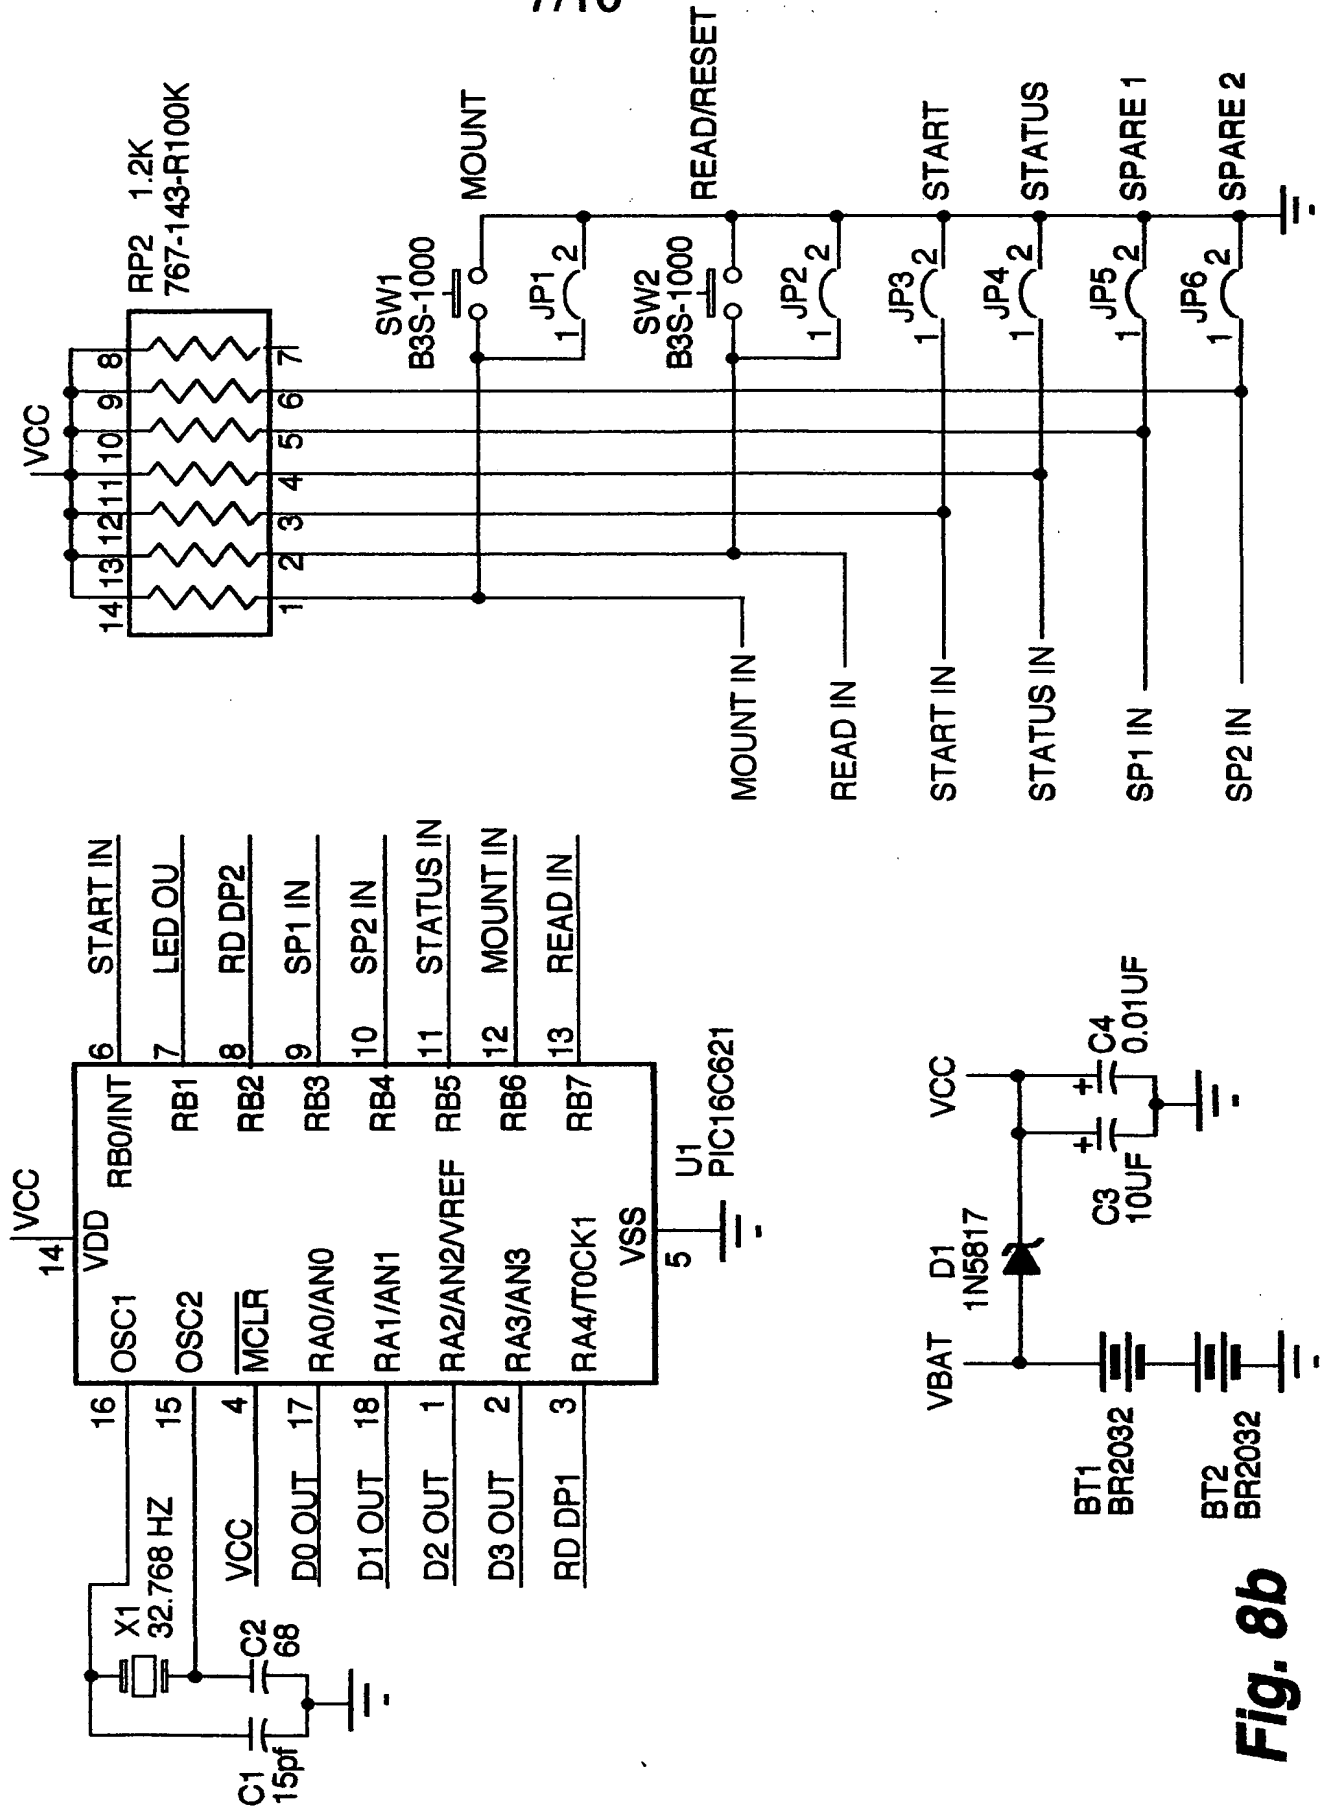 X1
32.768 HZ
C1
15pf
C2
68
VCC
D0 OUT
D1 OUT
D2 OUT
D3 OUT
RD DP1
16
15
4
17
18
1
2
3
VCC
14
VDD
OSC1
OSC2
MCLR
RA0/AN0
RA1/AN1
RA2/AN2/VREF
RA3/AN3
RA4/T0CK1
VSS
5
RB0/INT
RB1
RB2
RB3
RB4
RB5
RB6
RB7
U1
PIC16C621
6 START IN
7 LED OU
8 RD DP2
9 SP1 IN
10 SP2 IN
11 STATUS IN
12 MOUNT IN
13 READ IN
VCC
RP2 1.2K
767-143-R100K
14 13 12 11 10 9 8
1 2 3 4 5 6 7
SW1
B3S-1000
MOUNT
JP1
1 2
SW2
B3S-1000
READ/RESET
JP2
1 2
JP3
1 2
START
JP4
1 2
STATUS
JP5
1 2
SPARE 1
JP6
1 2
SPARE 2
MOUNT IN
READ IN
START IN
STATUS IN
SP1 IN
SP2 IN
VBAT
D1
1N5817
VCC
BT1
BR2032
BT2
BR2032
C3
10UF
C4
0.01UF
+
+
Fig. 8b